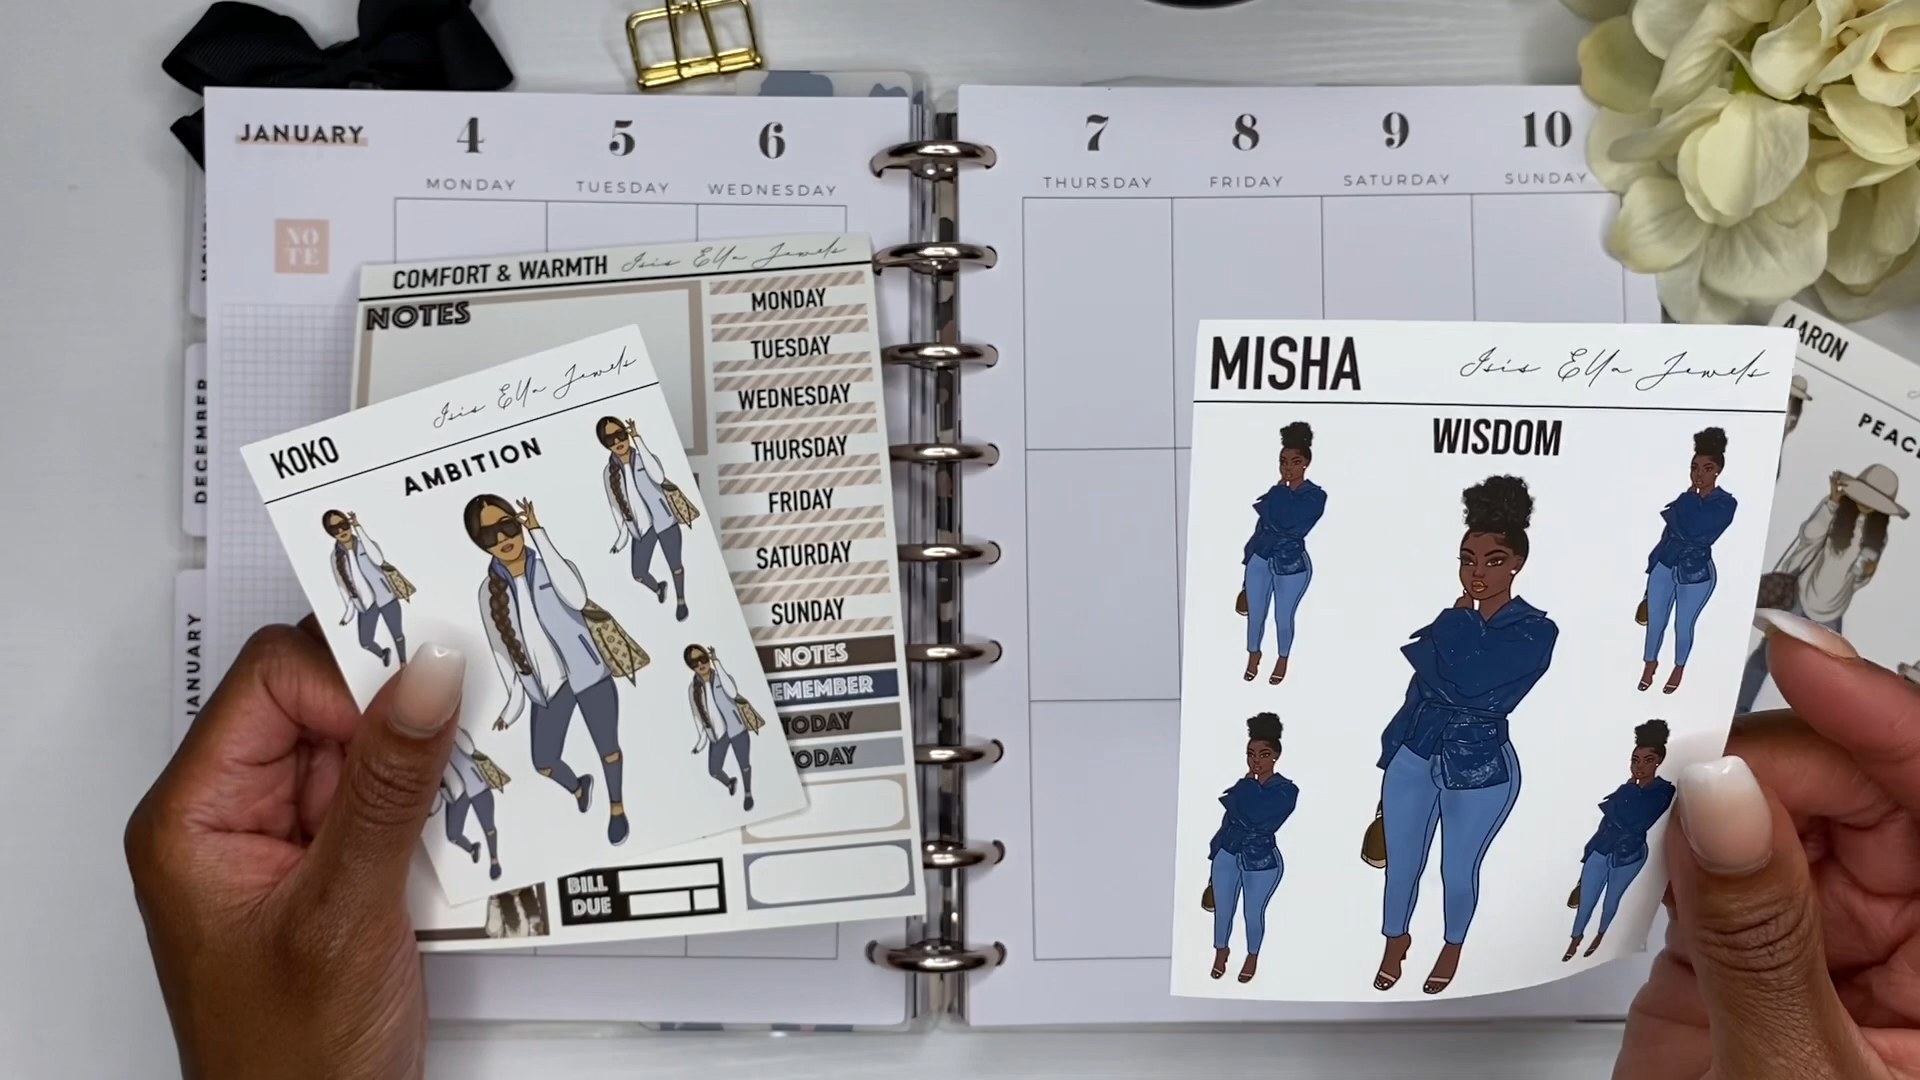 JANUARY
4
5
6
MONDAY
TUESDAY
WEDNESDAY
NO
TE
7
8
9
10
THURSDAY
FRIDAY
SATURDAY
SUNDAY
DECEMBER
JANUARY
COMFORT & WARMTH
Isis Ella Jewels
NOTES
MONDAY
TUESDAY
WEDNESDAY
THURSDAY
FRIDAY
SATURDAY
SUNDAY
NOTES
EMEMBER
TODAY
ODAY
BILL
DUE
KOKO
Isis Ella Jewels
AMBITION
MISHA
Isis Ella Jewels
WISDOM
AARON
PEAC